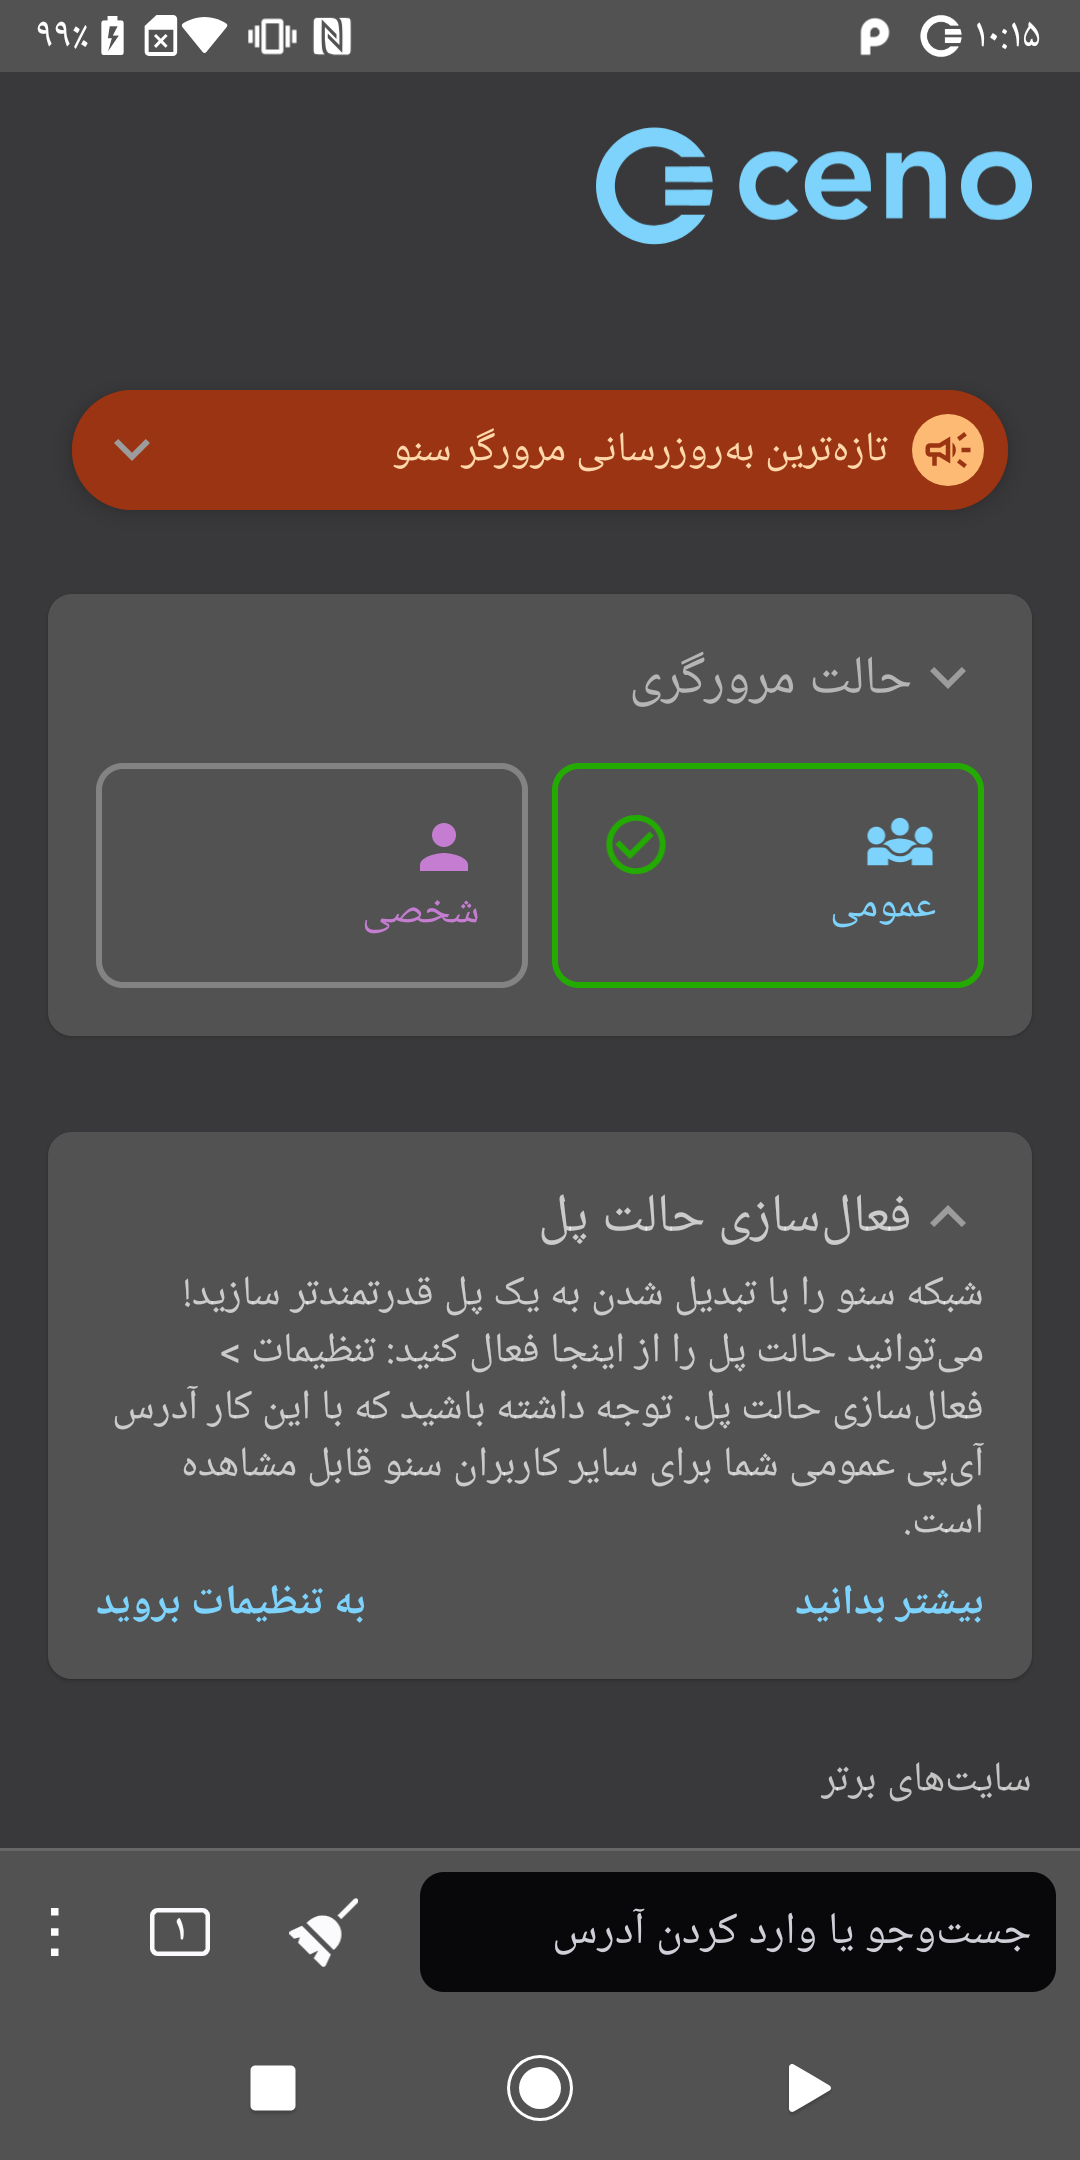 ۱۰:۱۵
۹۹٪
ceno
تازه‌ترین به‌روزرسانی مرورگر سنو
حالت مرورگری
عمومی
شخصی
فعال‌سازی حالت پل
شبکه سنو را با تبدیل شدن به یک پل قدرتمندتر سازید!
می‌توانید حالت پل را از اینجا فعال کنید: تنظیمات >
فعال‌سازی حالت پل. توجه داشته باشید که با این کار آدرس
آی‌پی عمومی شما برای سایر کاربران سنو قابل مشاهده
است.
بیشتر بدانید
به تنظیمات بروید
سایت‌های برتر
جست‌وجو یا وارد کردن آدرس
۱